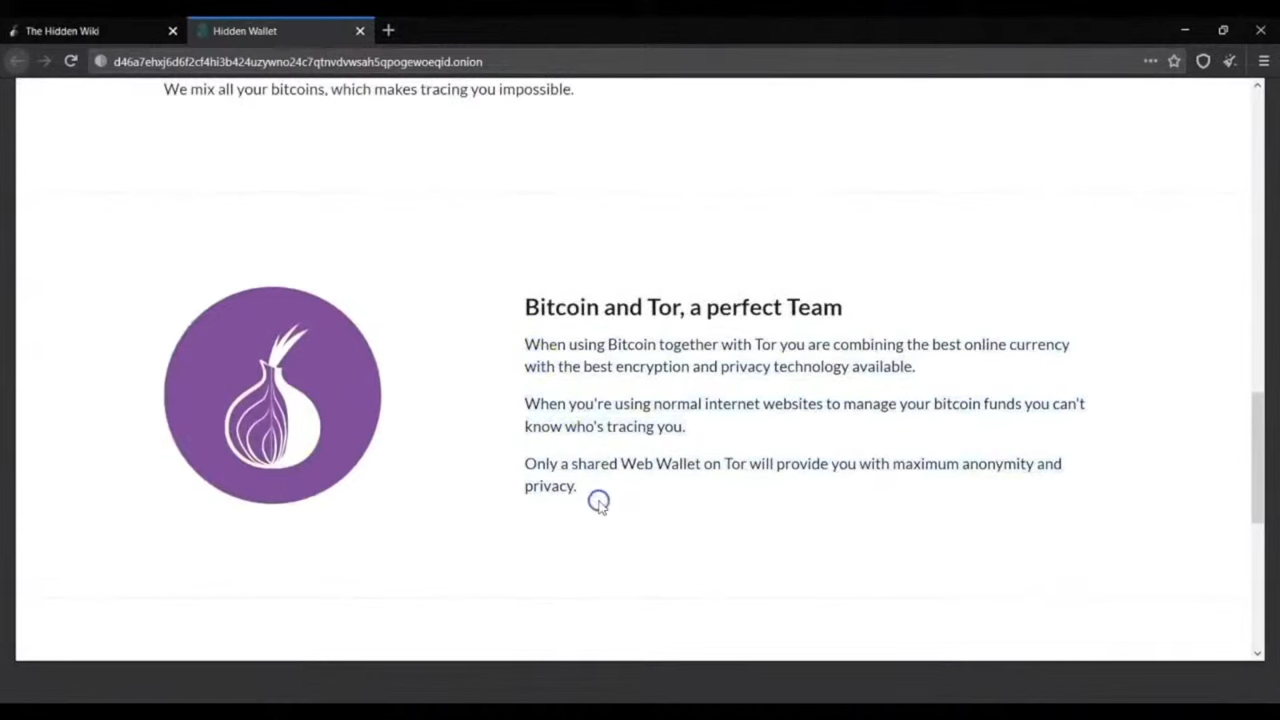 The Hidden Wiki
Hidden Wallet
d46a7ehxj6d6f2cf4hi3b424uzywno24c7qtnvdvwsah5qpogewoeqid.onion
We mix all your bitcoins, which makes tracing you impossible.
Bitcoin and Tor, a perfect Team
When using Bitcoin together with Tor you are combining the best online currency
with the best encryption and privacy technology available.
When you're using normal internet websites to manage your bitcoin funds you can't
know who's tracing you.
Only a shared Web Wallet on Tor will provide you with maximum anonymity and
privacy.